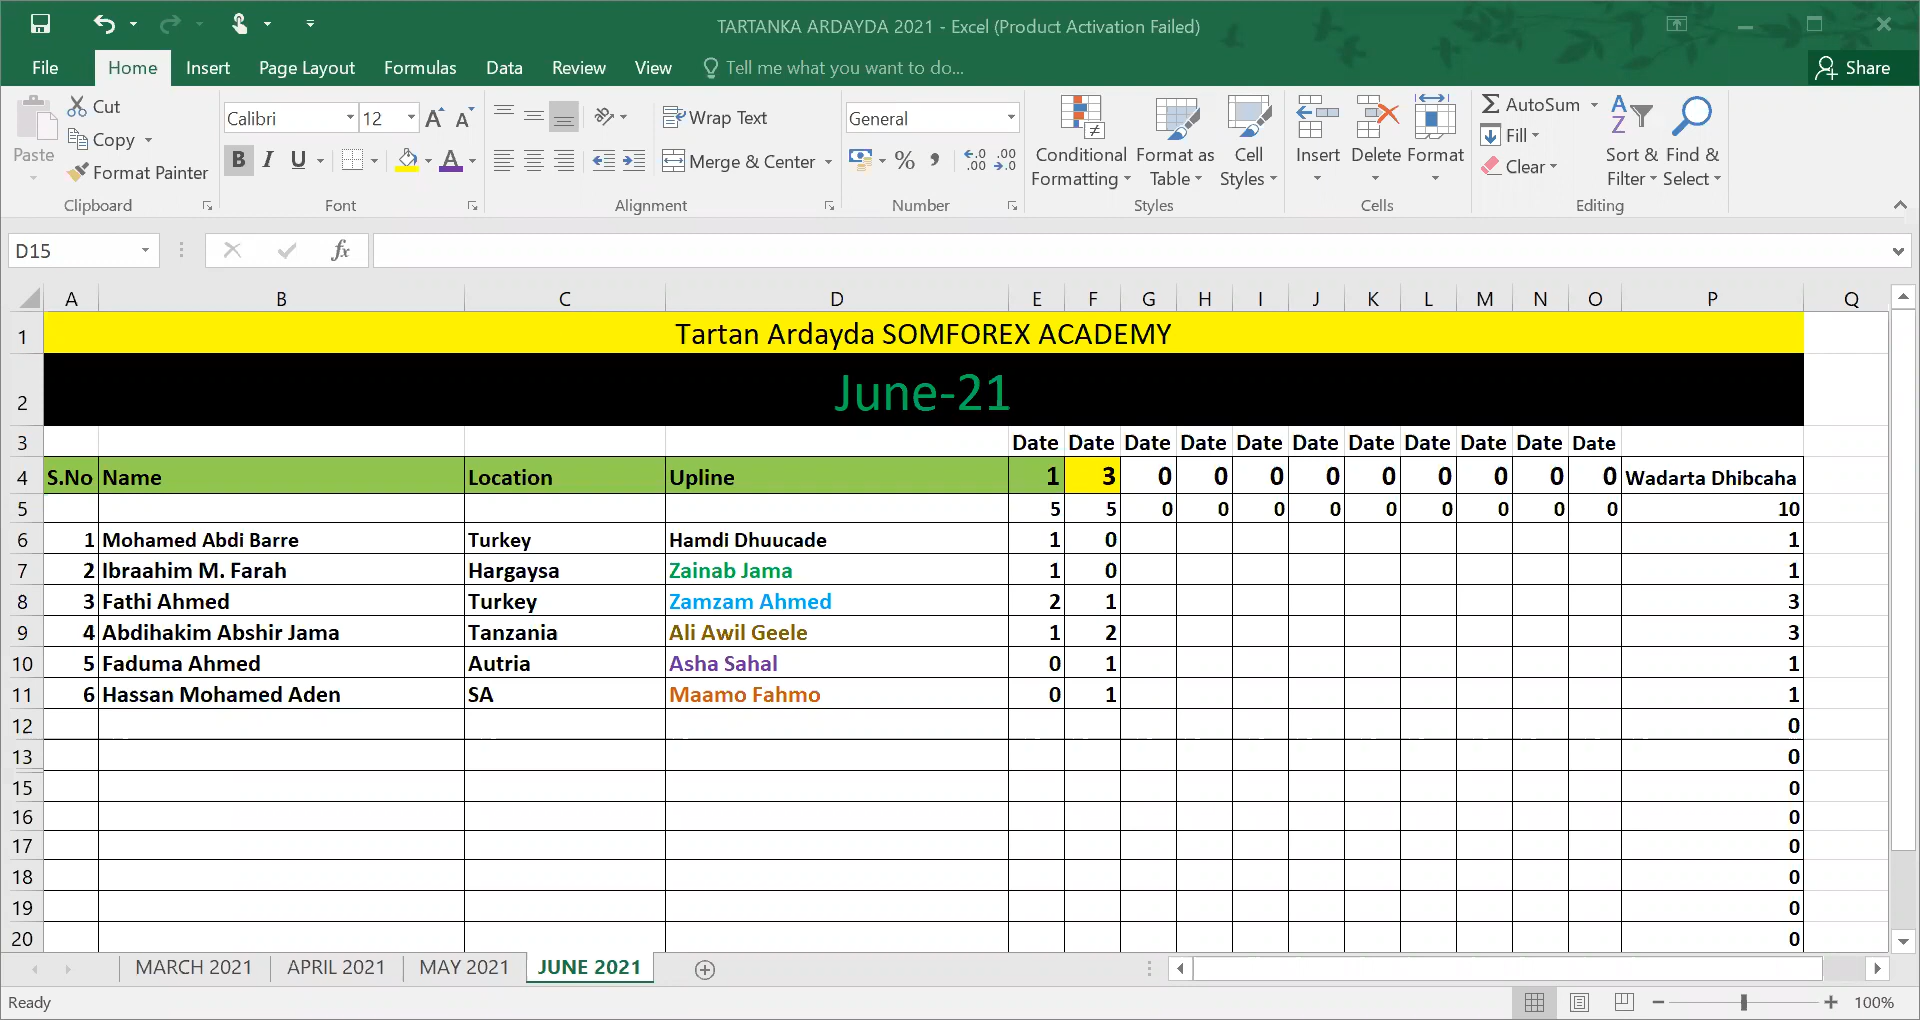 TARTANKA ARDAYDA 2021 - Excel (Product Activation Failed)
File Home Insert Page Layout Formulas Data Review View Tell me what you want to do... Share
Paste Cut Copy Format Painter Clipboard
Calibri 12 A A B I U A Font
Wrap Text Merge & Center Alignment
General % , .0 .00 .00 .0 Number
Conditional Formatting Format as Table Cell Styles Styles
Insert Delete Format Cells
AutoSum Fill Clear Sort & Filter Find & Select Editing
D15 fx
A B C D E F G H I J K L M N O P Q
1 Tartan Ardayda SOMFOREX ACADEMY
2 June-21
3 Date Date Date Date Date Date Date Date Date Date Date
4 S.No Name Location Upline 1 3 0 0 0 0 0 0 0 0 0 Wadarta Dhibcaha
5 5 5 0 0 0 0 0 0 0 0 0 10
6 1 Mohamed Abdi Barre Turkey Hamdi Dhuucade 1 0 1
7 2 Ibraahim M. Farah Hargaysa Zainab Jama 1 0 1
8 3 Fathi Ahmed Turkey Zamzam Ahmed 2 1 3
9 4 Abdihakim Abshir Jama Tanzania Ali Awil Geele 1 2 3
10 5 Faduma Ahmed Autria Asha Sahal 0 1 1
11 6 Hassan Mohamed Aden SA Maamo Fahmo 0 1 1
12 0
13 0
15 0
16 0
17 0
18 0
19 0
20 0
MARCH 2021 APRIL 2021 MAY 2021 JUNE 2021
Ready 100%